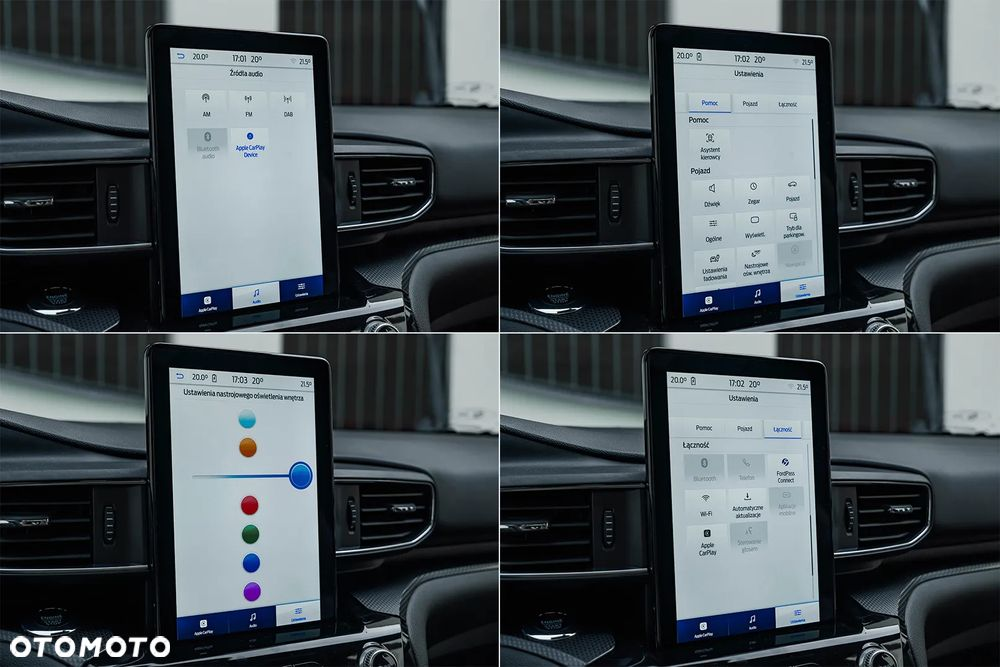 20.0° 17:01 20° 21.5°
Źródła audio
AM FM DAB
Bluetooth audio
Apple CarPlay Device
Apple CarPlay Audio Ustawienia
20.0° 17:02 20° 21.5°
Ustawienia
Pomoc Pojazd Łączność
Pomoc
Asystent kierowcy
Pojazd
Dźwięk Zegar Pojazd
Ogólne Wyświetl. Tryb dla parkingow.
Ustawienia ładowania
Nastrojowe ośw. wnętrza
Nawigacja
Apple CarPlay Audio Ustawienia
20.0° 17:03 20° 21.5°
Ustawienia nastrojowego oświetlenia wnętrza
Apple CarPlay Audio Ustawienia
20.0° 17:02 20° 21.5°
Ustawienia
Pomoc Pojazd Łączność
Łączność
Bluetooth Telefon FordPass Connect
Wi-Fi Automatyczne aktualizacje Aplikacje mobilne
Apple CarPlay
Sterowanie głosem
Apple CarPlay Audio Ustawienia
OTOMOTO